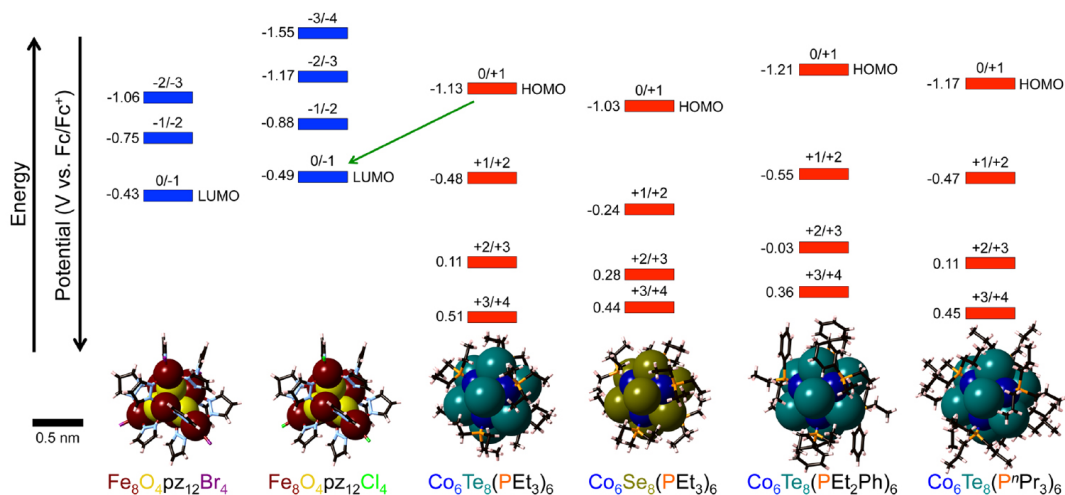 Energy
Potential (V vs. Fc/Fc⁺)
-2/-3
-1.06
-1/-2
-0.75
0/-1
-0.43 LUMO
-3/-4
-1.55
-2/-3
-1.17
-1/-2
-0.88
0/-1
-0.49 LUMO
0/+1
-1.13 HOMO
+1/+2
-0.48
+2/+3
0.11
+3/+4
0.51
0/+1
-1.03 HOMO
+1/+2
-0.24
+2/+3
0.28
+3/+4
0.44
0/+1
-1.21 HOMO
+1/+2
-0.55
+2/+3
-0.03
+3/+4
0.36
0/+1
-1.17 HOMO
+1/+2
-0.47
+2/+3
0.11
+3/+4
0.45
0.5 nm
Fe₈O₄pz₁₂Br₄
Fe₈O₄pz₁₂Cl₄
Co₆Te₈(PEt₃)₆
Co₆Se₈(PEt₃)₆
Co₆Te₈(PEt₂Ph)₆
Co₆Te₈(PⁿPr₃)₆